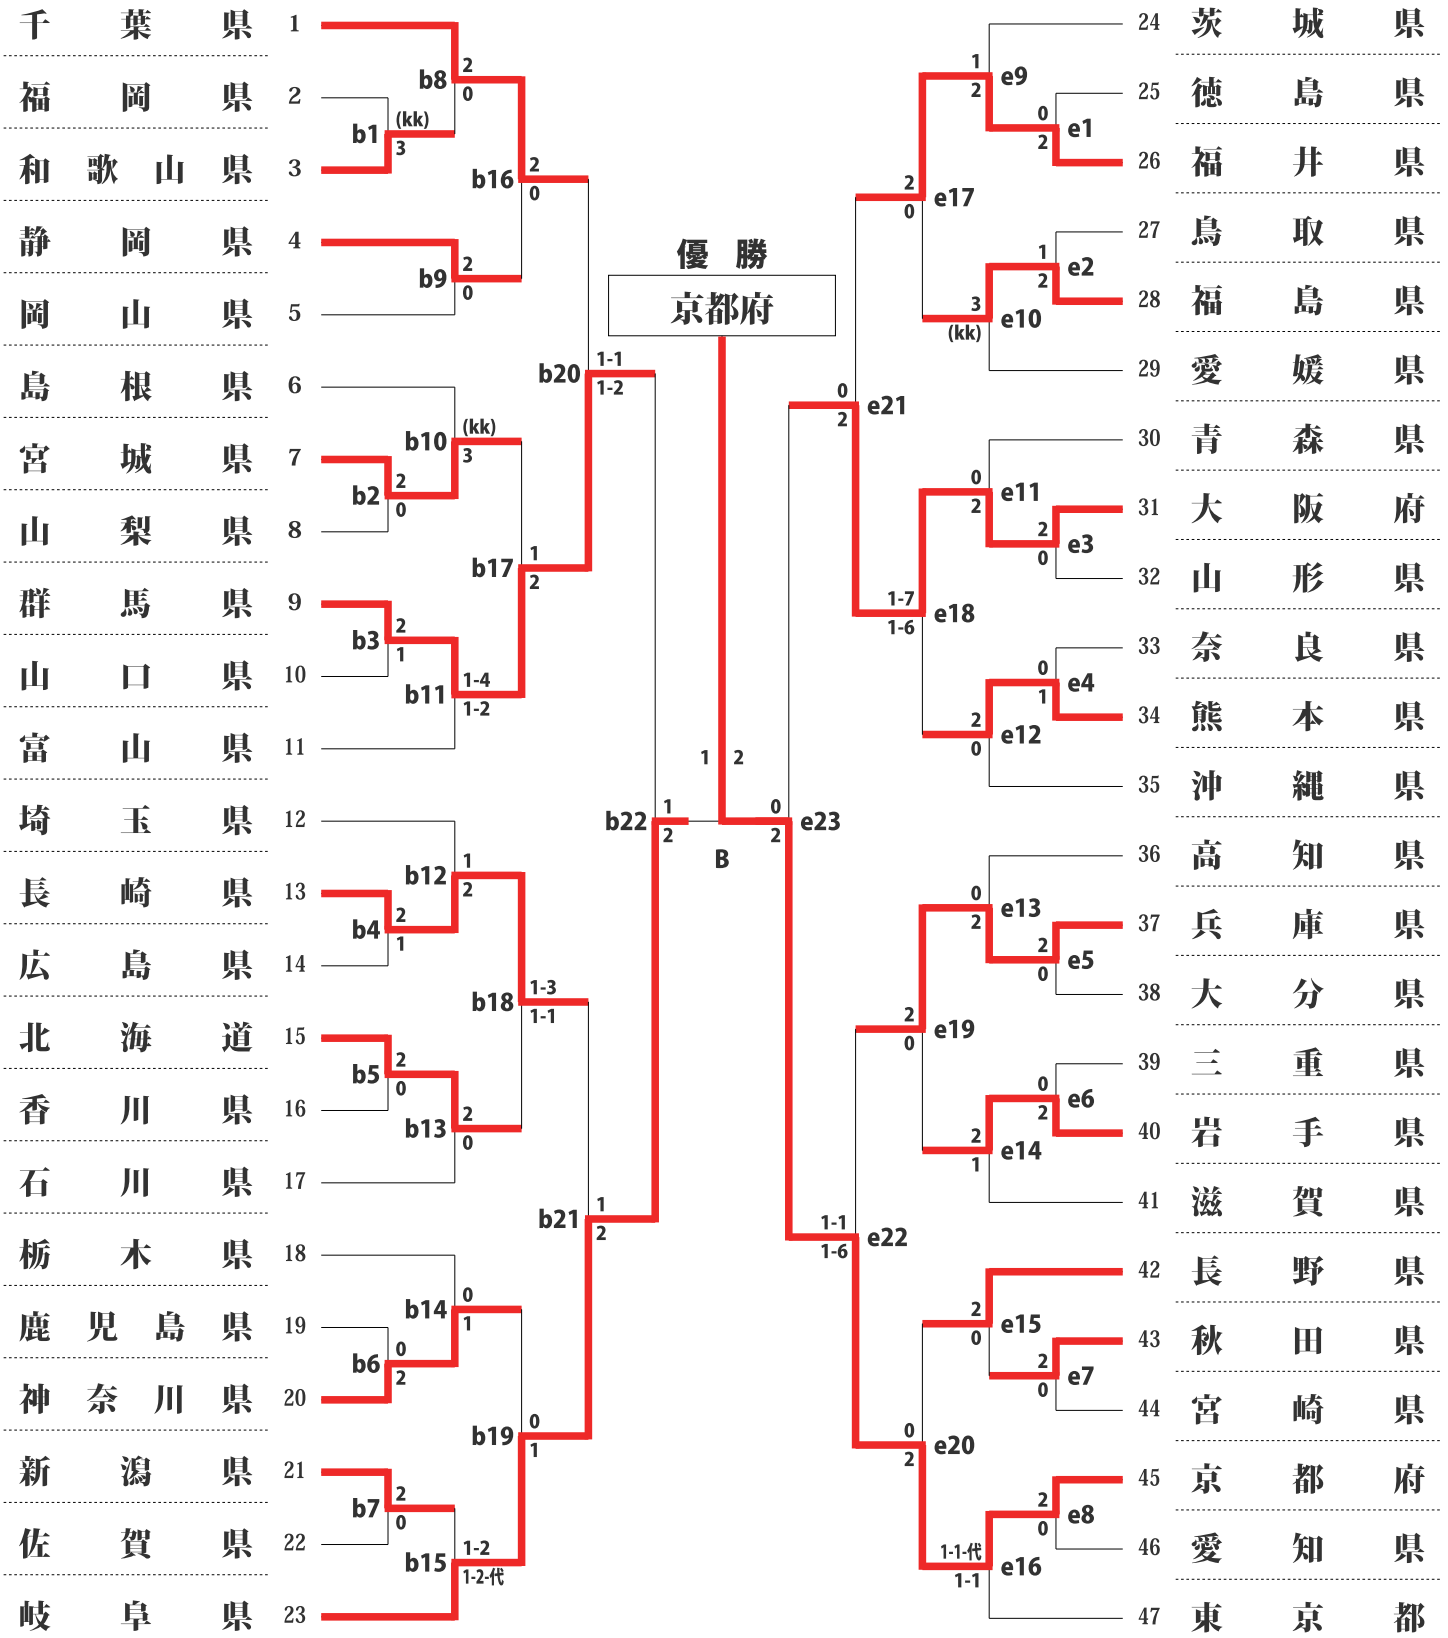 千葉県 1
福岡県 2
和歌山県 3
静岡県 4
岡山県 5
島根県 6
宮城県 7
山梨県 8
群馬県 9
山口県 10
富山県 11
埼玉県 12
長崎県 13
広島県 14
北海道 15
香川県 16
石川県 17
栃木県 18
鹿児島県 19
神奈川県 20
新潟県 21
佐賀県 22
岐阜県 23
b8 2 0
b1 (kk) 3
b16 2 0
b9 2 0
b20 1-1 1-2
b10 (kk) 3
b2 2 0
b17 1 2
b3 2 1
b11 1-4 1-2
b22 1 2
b12 1 2
b4 2 1
b18 1-3 1-1
b5 2 0
b13 2 0
b21 1 2
b14 0 1
b6 0 2
b19 0 1
b7 2 0
b15 1-2 1-2-代
優勝
京都府
1 2
B
1 2 e9
0 2 e1
2 0 e17
1 2 e2
3 (kk) e10
0 2 e21
0 2 e11
2 0 e3
1-7 1-6 e18
0 1 e4
2 0 e12
0 2 e23
0 2 e13
2 0 e5
2 0 e19
0 2 e6
2 1 e14
1-1 1-6 e22
2 0 e15
2 0 e7
0 2 e20
2 0 e8
1-1-代 1-1 e16
24 茨城県
25 徳島県
26 福井県
27 鳥取県
28 福島県
29 愛媛県
30 青森県
31 大阪府
32 山形県
33 奈良県
34 熊本県
35 沖縄県
36 高知県
37 兵庫県
38 大分県
39 三重県
40 岩手県
41 滋賀県
42 長野県
43 秋田県
44 宮崎県
45 京都府
46 愛知県
47 東京都